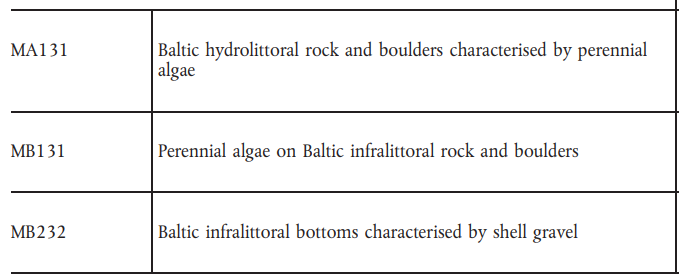 MA131 Baltic hydrolittoral rock and boulders characterised by perennial
algae
MB131 Perennial algae on Baltic infralittoral rock and boulders
MB232 Baltic infralittoral bottoms characterised by shell gravel